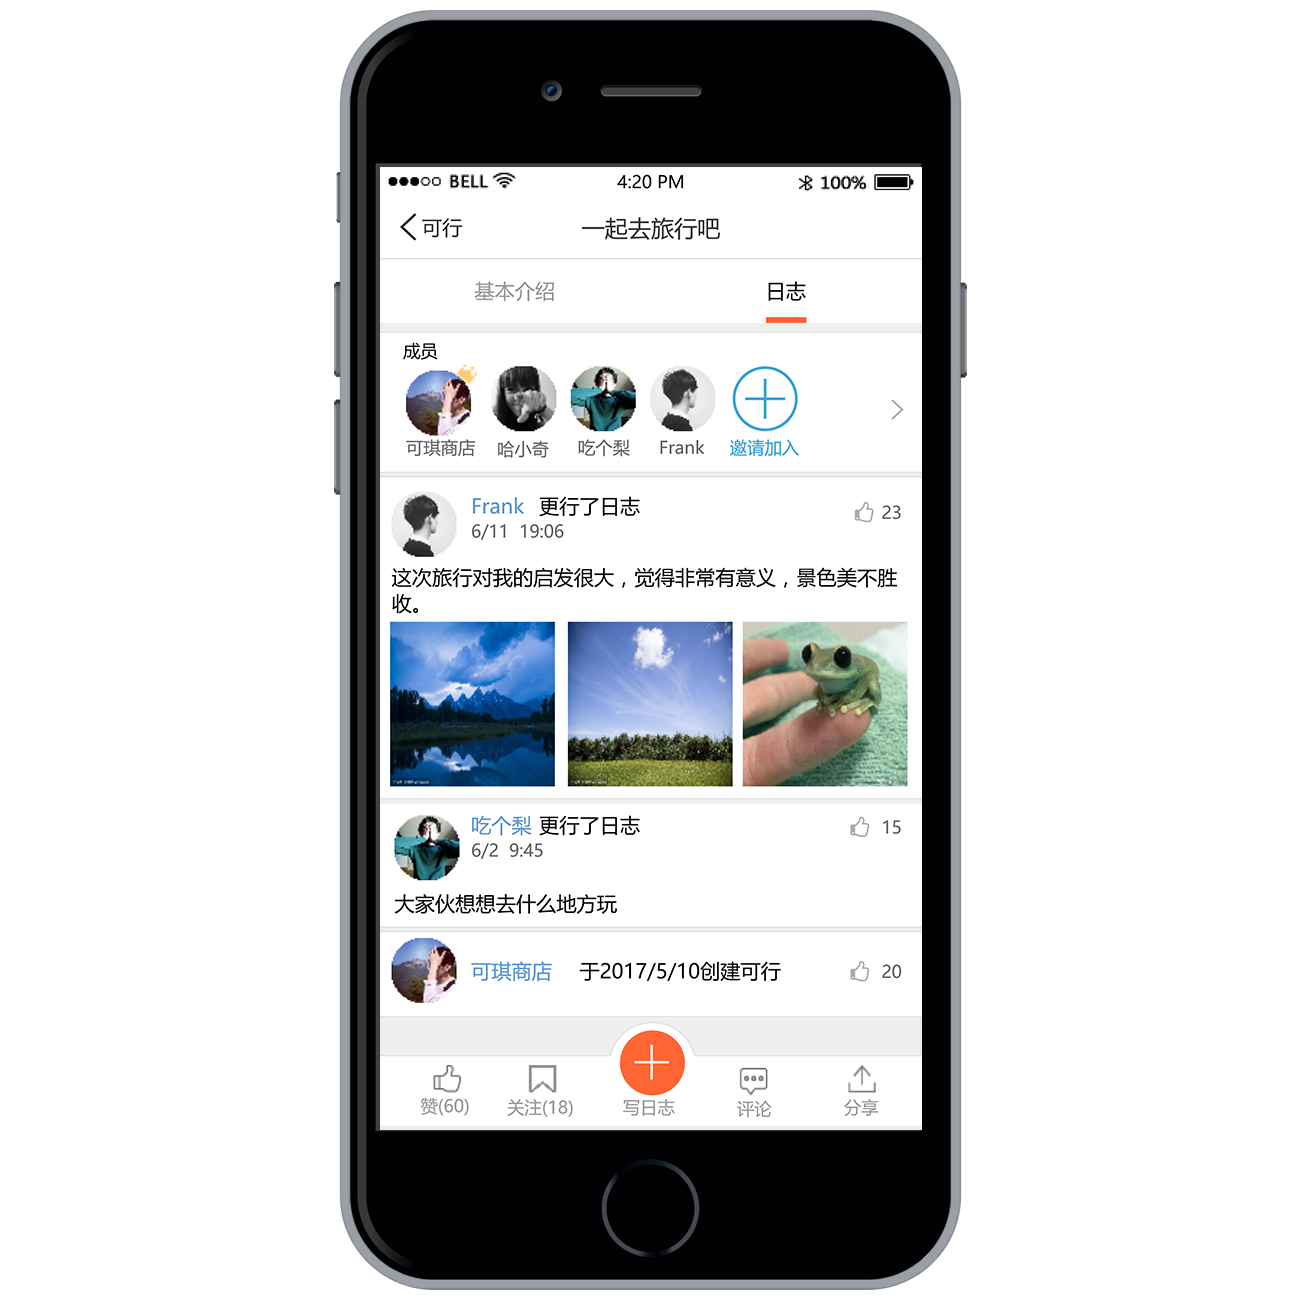 BELL 4:20 PM 100%
可行 一起去旅行吧
基本介绍 日志
成员
可琪商店 哈小奇 吃个梨 Frank 邀请加入
Frank 更行了日志 23
6/11 19:06
这次旅行对我的启发很大，觉得非常有意义，景色美不胜
收。
吃个梨 更行了日志 15
6/2 9:45
大家伙想想去什么地方玩
可琪商店 于2017/5/10创建可行 20
赞(60) 关注(18) 写日志 评论 分享